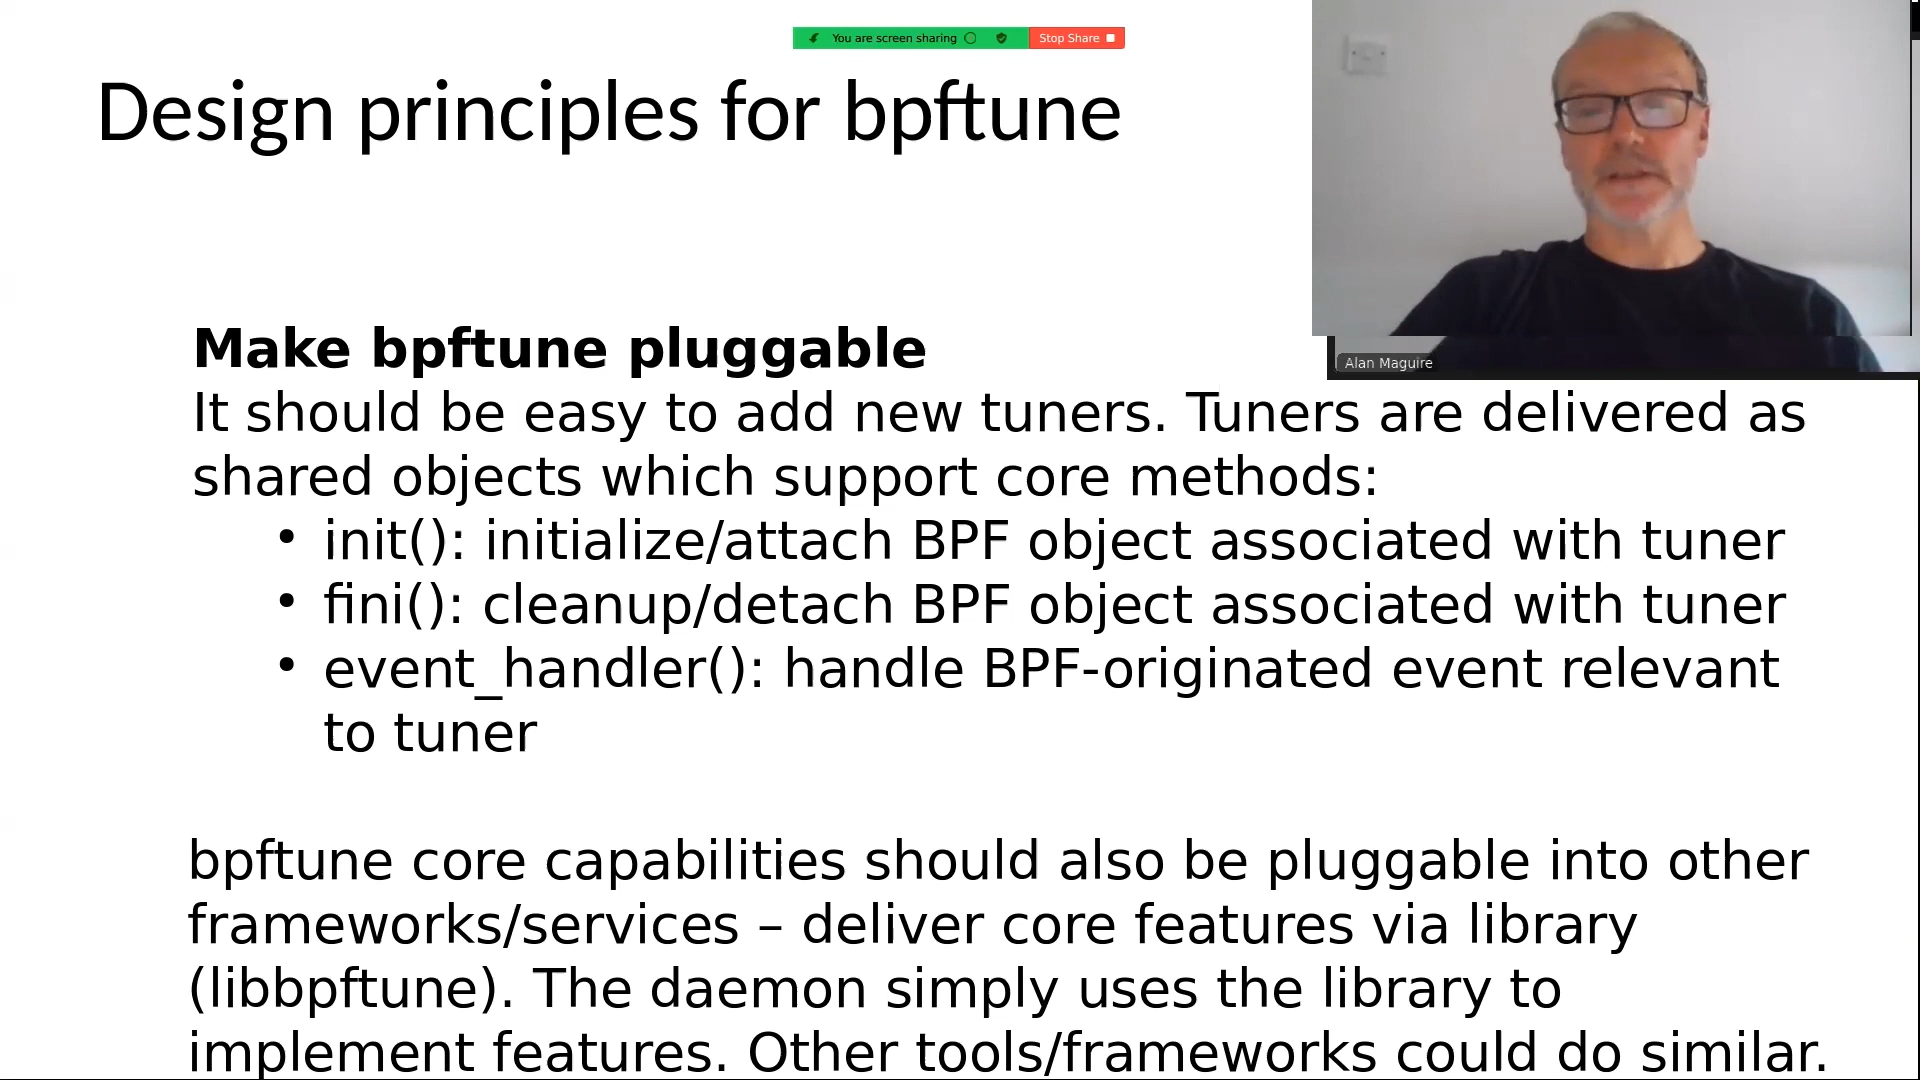 You are screen sharing
Stop Share
Design principles for bpftune
Alan Maguire
Make bpftune pluggable
It should be easy to add new tuners. Tuners are delivered as
shared objects which support core methods:
• init(): initialize/attach BPF object associated with tuner
• fini(): cleanup/detach BPF object associated with tuner
• event_handler(): handle BPF-originated event relevant
to tuner
bpftune core capabilities should also be pluggable into other
frameworks/services – deliver core features via library
(libbpftune). The daemon simply uses the library to
implement features. Other tools/frameworks could do similar.